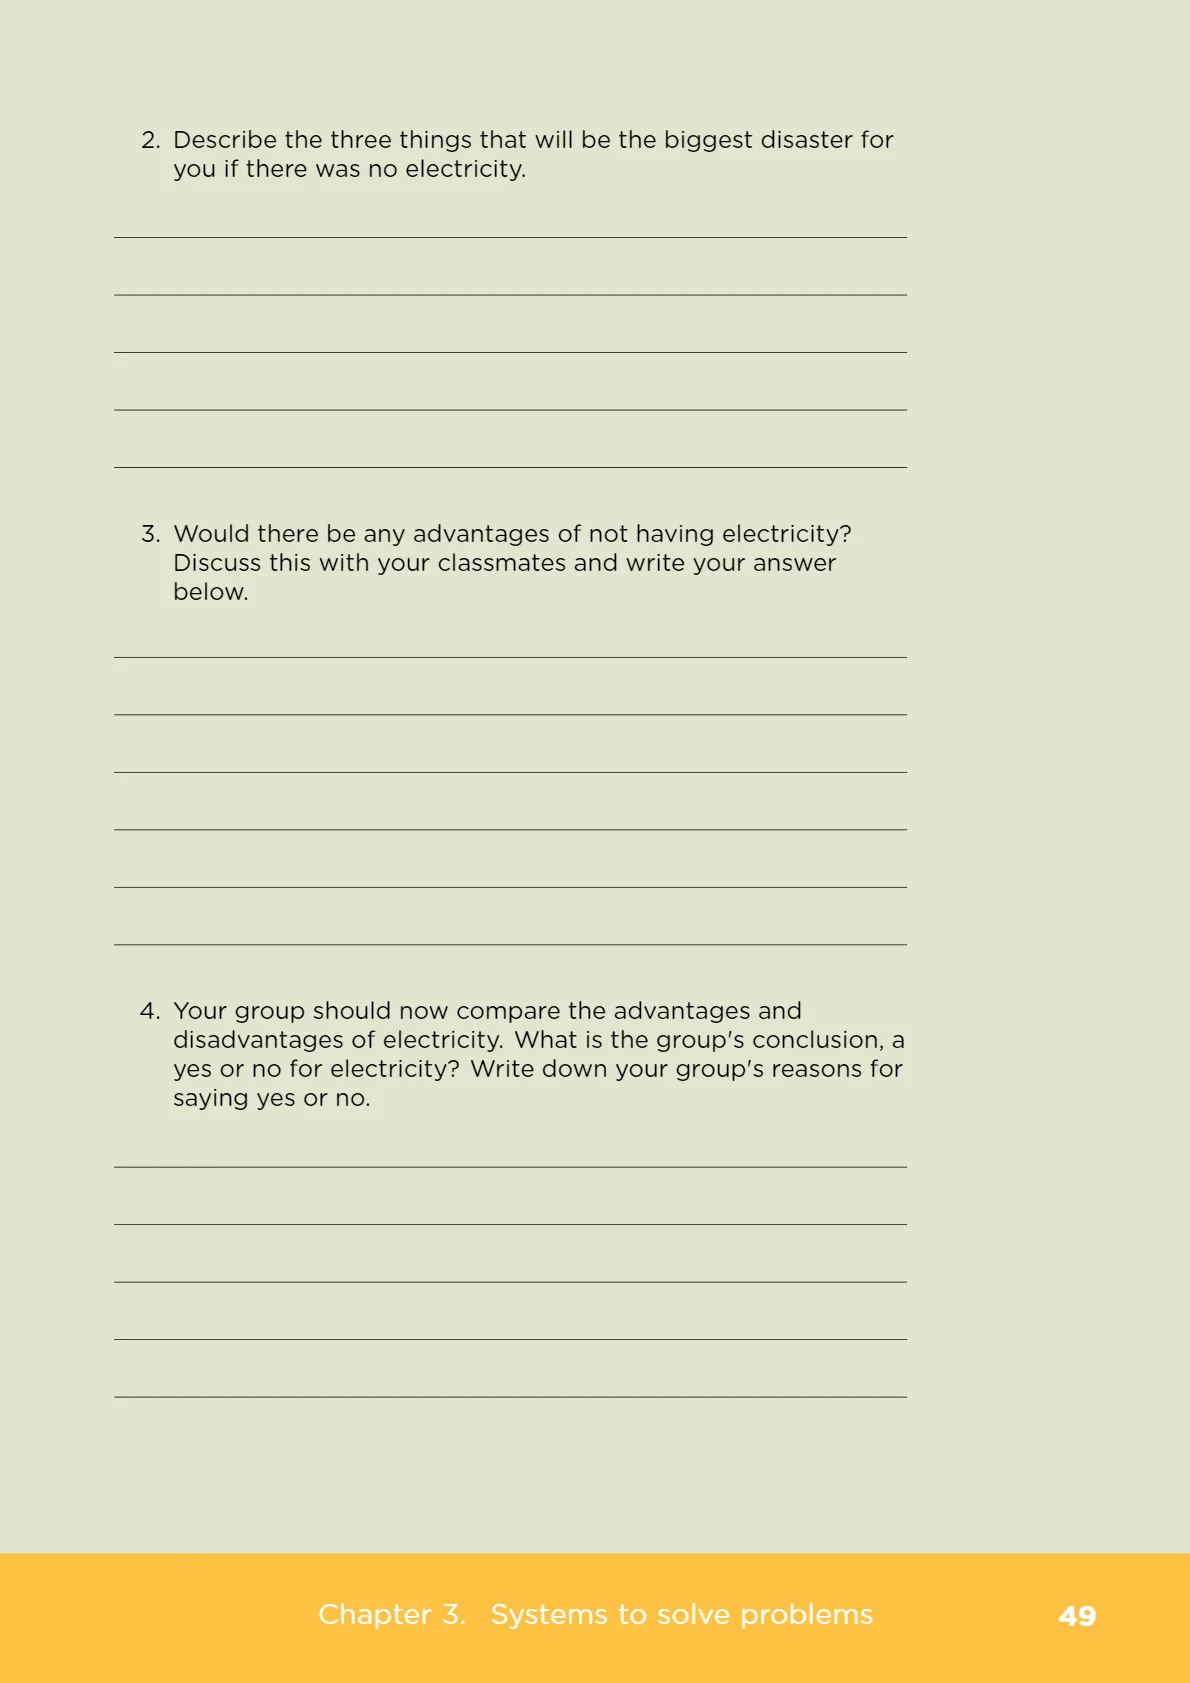 2. Describe the three things that will be the biggest disaster for
you if there was no electricity.
3. Would there be any advantages of not having electricity?
Discuss this with your classmates and write your answer
below.
4. Your group should now compare the advantages and
disadvantages of electricity. What is the group's conclusion, a
yes or no for electricity? Write down your group's reasons for
saying yes or no.
Chapter 3. Systems to solve problems 49